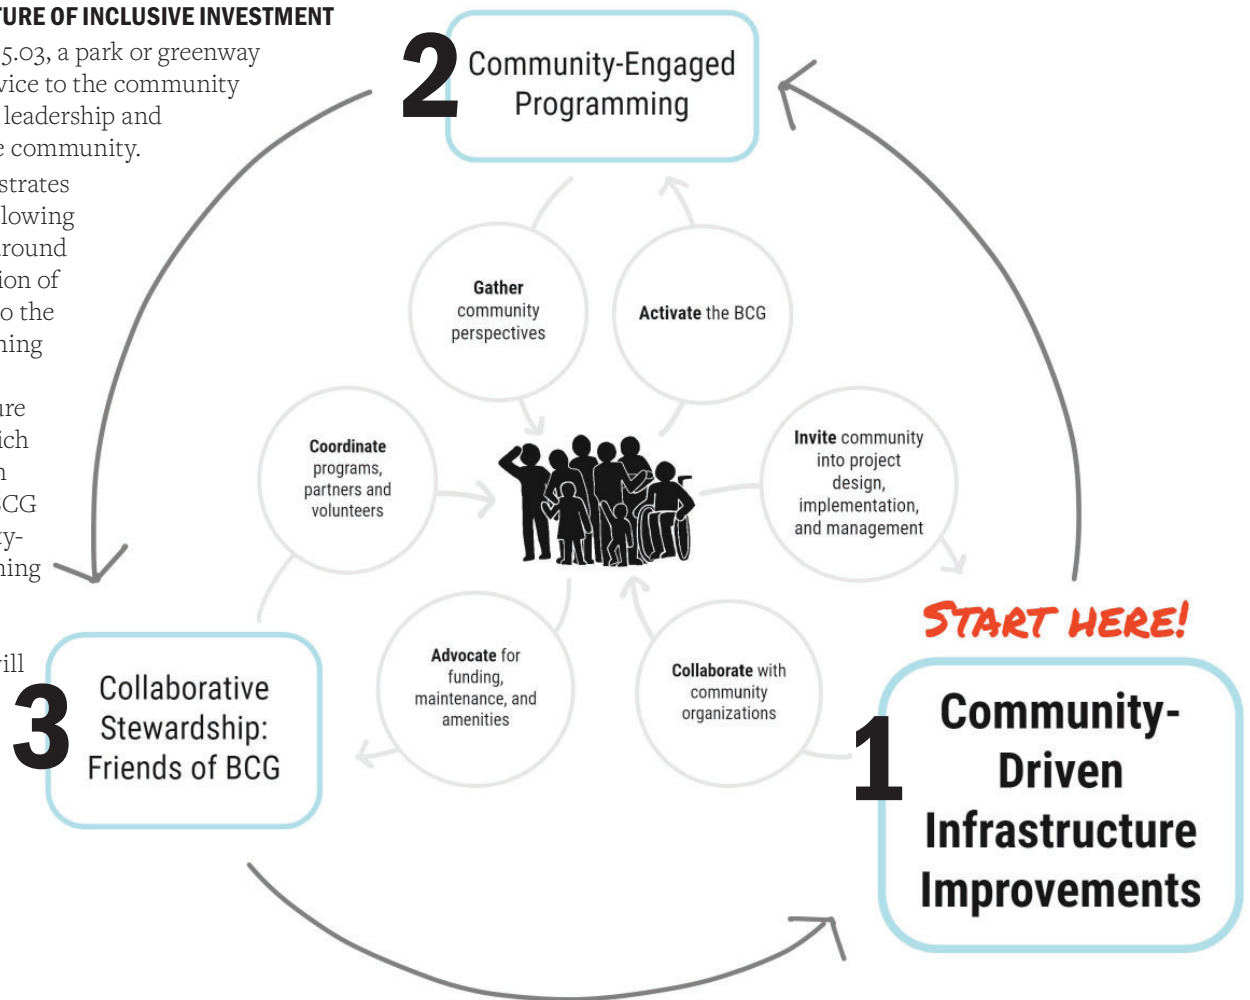 TURE OF INCLUSIVE INVESTMENT
5.03, a park or greenway
vice to the community
leadership and
e community.
strates
lowing
round
ion of
o the
ning
ure
ich
n
BCG
ty-
ning
vill
2
Community-Engaged
Programming
Gather
community
perspectives
Activate the BCG
Coordinate
programs,
partners and
volunteers
Invite community
into project
design,
implementation,
and management
Advocate for
funding,
maintenance, and
amenities
Collaborate with
community
organizations
START HERE!
3
Collaborative
Stewardship:
Friends of BCG
1
Community-
Driven
Infrastructure
Improvements